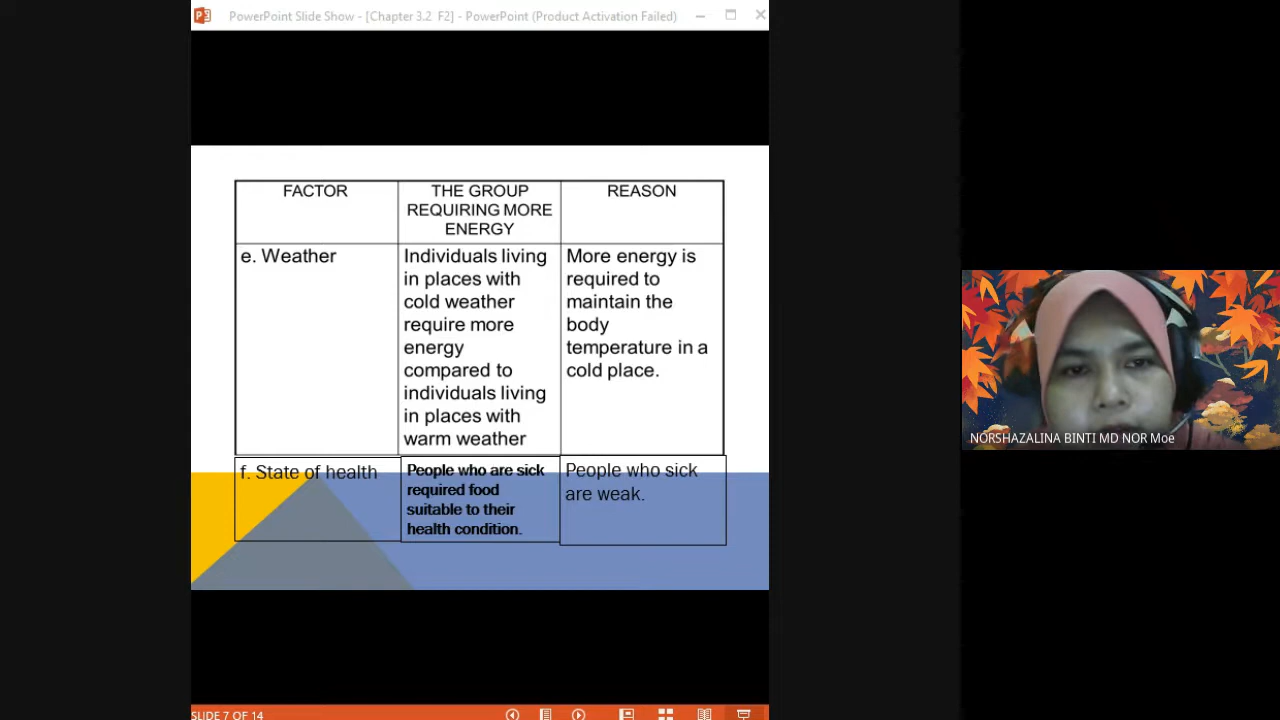 PowerPoint Slide Show - [Chapter 3.2 F2] - PowerPoint (Product Activation Failed)
FACTOR
THE GROUP
REQUIRING MORE
ENERGY
REASON
e. Weather
Individuals living
in places with
cold weather
require more
energy
compared to
individuals living
in places with
warm weather
More energy is
required to
maintain the
body
temperature in a
cold place.
f. State of health
People who are sick
required food
suitable to their
health condition.
People who sick
are weak.
NORSHAZALINA BINTI MD NOR Moe
SLIDE 7 OF 14